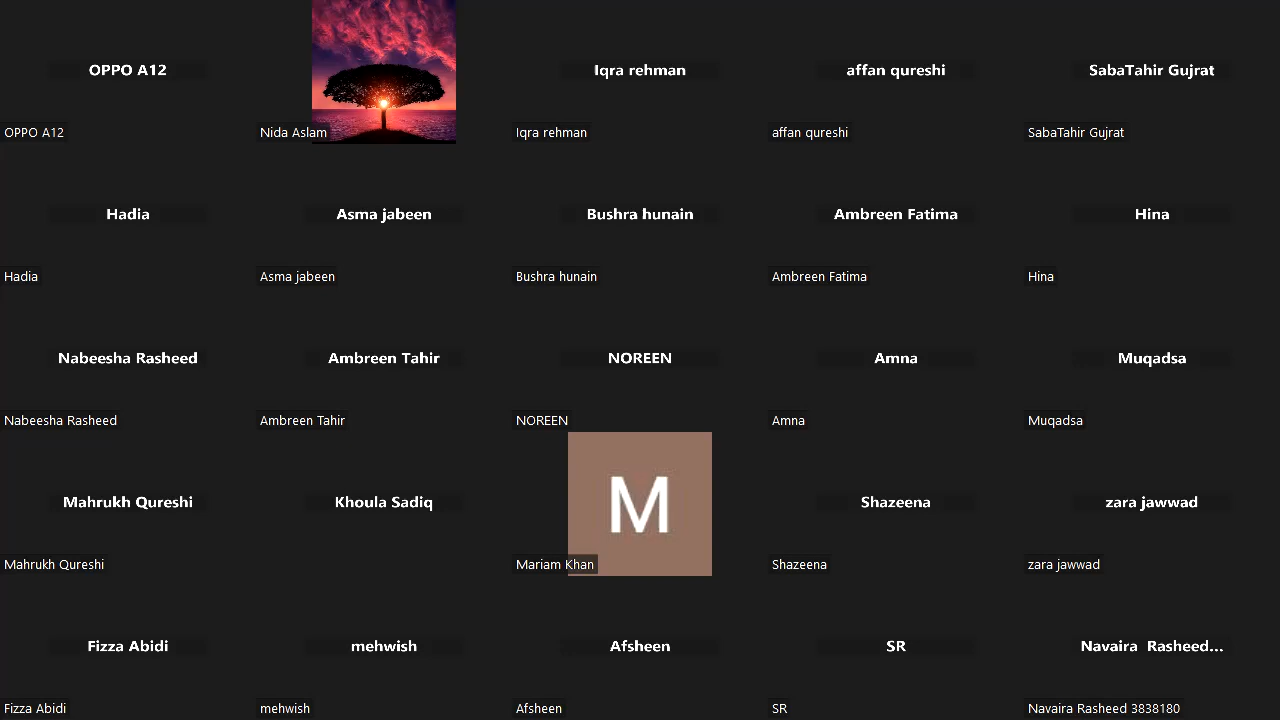 OPPO A12
OPPO A12
Nida Aslam
Iqra rehman
Iqra rehman
affan qureshi
affan qureshi
SabaTahir Gujrat
SabaTahir Gujrat
Hadia
Hadia
Asma jabeen
Asma jabeen
Bushra hunain
Bushra hunain
Ambreen Fatima
Ambreen Fatima
Hina
Hina
Nabeesha Rasheed
Nabeesha Rasheed
Ambreen Tahir
Ambreen Tahir
NOREEN
NOREEN
Amna
Amna
Muqadsa
Muqadsa
Mahrukh Qureshi
Mahrukh Qureshi
Khoula Sadiq
M
Mariam Khan
Shazeena
Shazeena
zara jawwad
zara jawwad
Fizza Abidi
Fizza Abidi
mehwish
mehwish
Afsheen
Afsheen
SR
SR
Navaira  Rasheed...
Navaira Rasheed 3838180